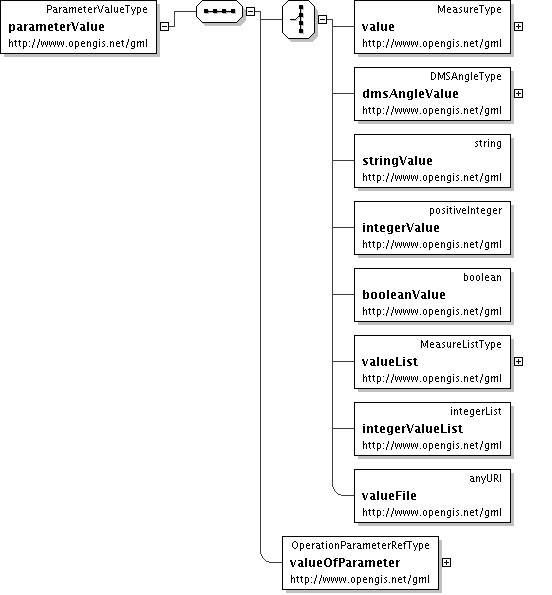 ParameterValueType
parameterValue
http://www.opengis.net/gml
MeasureType
value
http://www.opengis.net/gml
DMSAngleType
dmsAngleValue
http://www.opengis.net/gml
string
stringValue
http://www.opengis.net/gml
positiveInteger
integerValue
http://www.opengis.net/gml
boolean
booleanValue
http://www.opengis.net/gml
MeasureListType
valueList
http://www.opengis.net/gml
integerList
integerValueList
http://www.opengis.net/gml
anyURI
valueFile
http://www.opengis.net/gml
OperationParameterRefType
valueOfParameter
http://www.opengis.net/gml